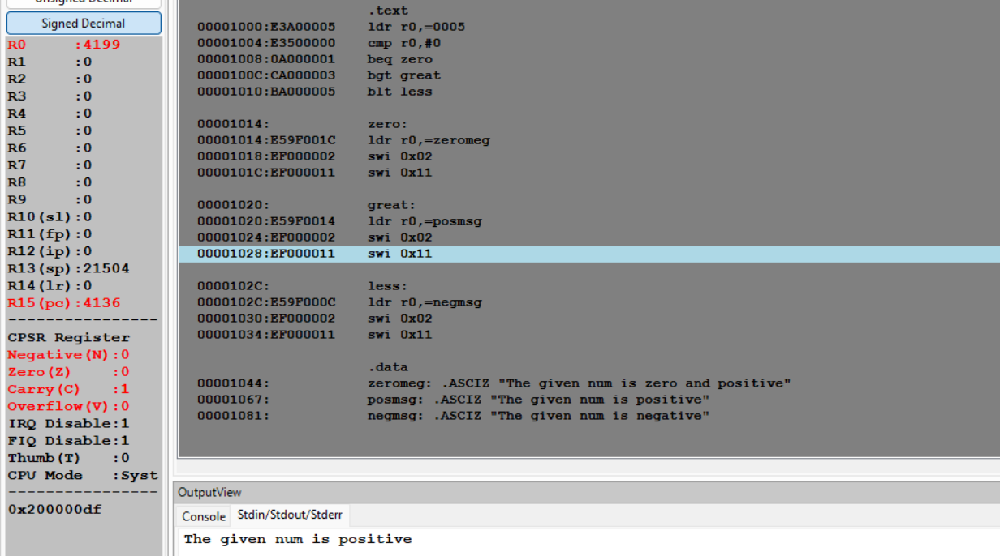 Unsigned Decimal
Signed Decimal
R0 :4199
R1 :0
R2 :0
R3 :0
R4 :0
R5 :0
R6 :0
R7 :0
R8 :0
R9 :0
R10(sl):0
R11(fp):0
R12(ip):0
R13(sp):21504
R14(lr):0
R15(pc):4136
-----------------
CPSR Register
Negative(N):0
Zero(Z) :0
Carry(C) :1
Overflow(V):0
IRQ Disable:1
FIQ Disable:1
Thumb(T) :0
CPU Mode :Syst
-----------------
0x200000df
.text
00001000:E3A00005 ldr r0,=0005
00001004:E3500000 cmp r0,#0
00001008:0A000001 beq zero
0000100C:CA000003 bgt great
00001010:BA000005 blt less
00001014: zero:
00001014:E59F001C ldr r0,=zeromeg
00001018:EF000002 swi 0x02
0000101C:EF000011 swi 0x11
00001020: great:
00001020:E59F0014 ldr r0,=posmsg
00001024:EF000002 swi 0x02
00001028:EF000011 swi 0x11
0000102C: less:
0000102C:E59F000C ldr r0,=negmsg
00001030:EF000002 swi 0x02
00001034:EF000011 swi 0x11
.data
00001044: zeromeg: .ASCIZ "The given num is zero and positive"
00001067: posmsg: .ASCIZ "The given num is positive"
00001081: negmsg: .ASCIZ "The given num is negative"
OutputView
Console Stdin/Stdout/Stderr
The given num is positive